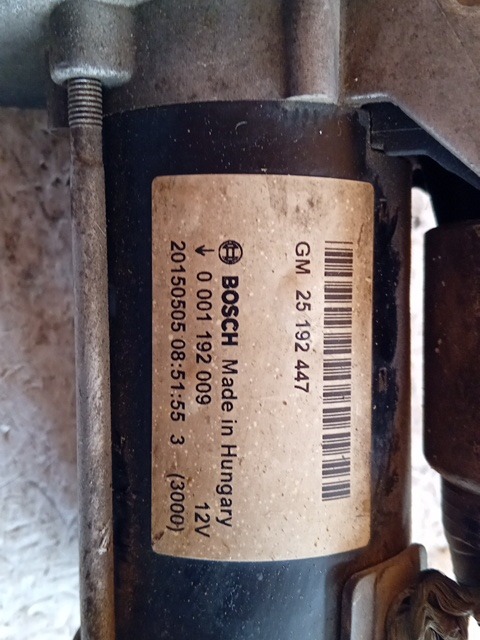 GM 25 192 447
BOSCH Made in Hungary
↓ 0 001 192 009 12V
20150505 08:51:55 3 (3000)